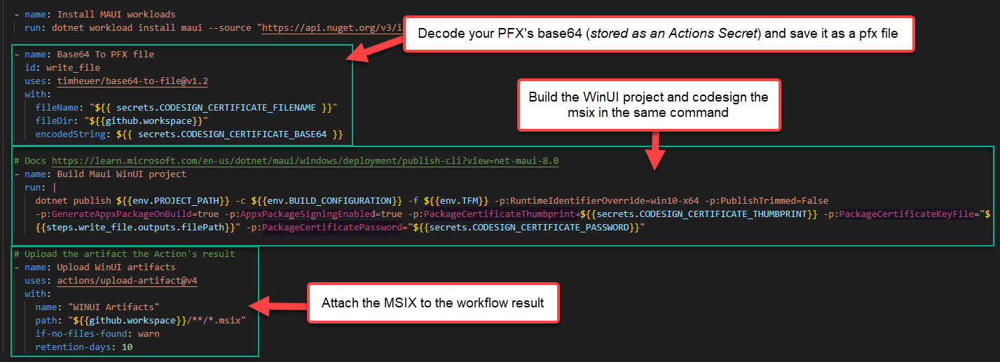 - name: Install MAUI workloads
run: dotnet workload install maui --source "https://api.nuget.org/v3/i
Decode your PFX's base64 (stored as an Actions Secret) and save it as a pfx file
- name: Base64 To PFX file
id: write_file
uses: timheuer/base64-to-file@v1.2
with:
fileName: "${{ secrets.CODESIGN_CERTIFICATE_FILENAME }}"
fileDir: "${{github.workspace}}"
encodedString: ${{ secrets.CODESIGN_CERTIFICATE_BASE64 }}
Build the WinUI project and codesign the
msix in the same command
# Docs https://learn.microsoft.com/en-us/dotnet/maui/windows/deployment/publish-cli?view=net-maui-8.0
- name: Build Maui WinUI project
run: |
dotnet publish ${{env.PROJECT_PATH}} -c ${{env.BUILD_CONFIGURATION}} -f ${{env.TFM}} -p:RuntimeIdentifierOverride=win10-x64 -p:PublishTrimmed=False
-p:GenerateAppxPackageOnBuild=true -p:AppxPackageSigningEnabled=true -p:PackageCertificateThumbprint=${{secrets.CODESIGN_CERTIFICATE_THUMBPRINT}} -p:PackageCertificateKeyFile="$
{{steps.write_file.outputs.filePath}}" -p:PackageCertificatePassword="${{secrets.CODESIGN_CERTIFICATE_PASSWORD}}"
# Upload the artifact the Action's result
- name: Upload WinUI artifacts
uses: actions/upload-artifact@v4
with:
name: "WINUI Artifacts"
path: "${{github.workspace}}/**/*.msix"
if-no-files-found: warn
retention-days: 10
Attach the MSIX to the workflow result